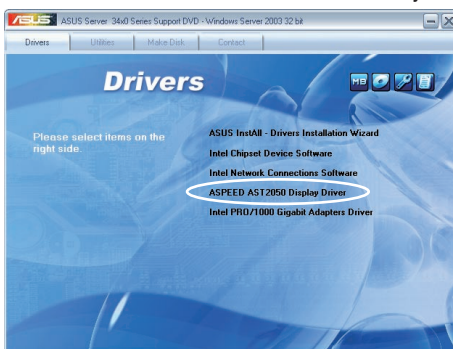 ASUS ASUS Server 34x0 Series Support DVD - Windows Server 2003 32 bit
Drivers Utilities Make Disk Contact
Drivers
MB
Please select items on the
right side.
ASUS InstAll - Drivers Installation Wizard
Intel Chipset Device Software
Intel Network Connections Software
ASPEED AST2050 Display Driver
Intel PRO/1000 Gigabit Adapters Driver